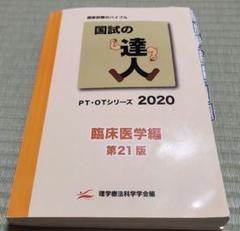 国家試験のバイブル
国試の
達人
PT・OTシリーズ 2020
臨床医学編
第21版
理学療法科学学会編